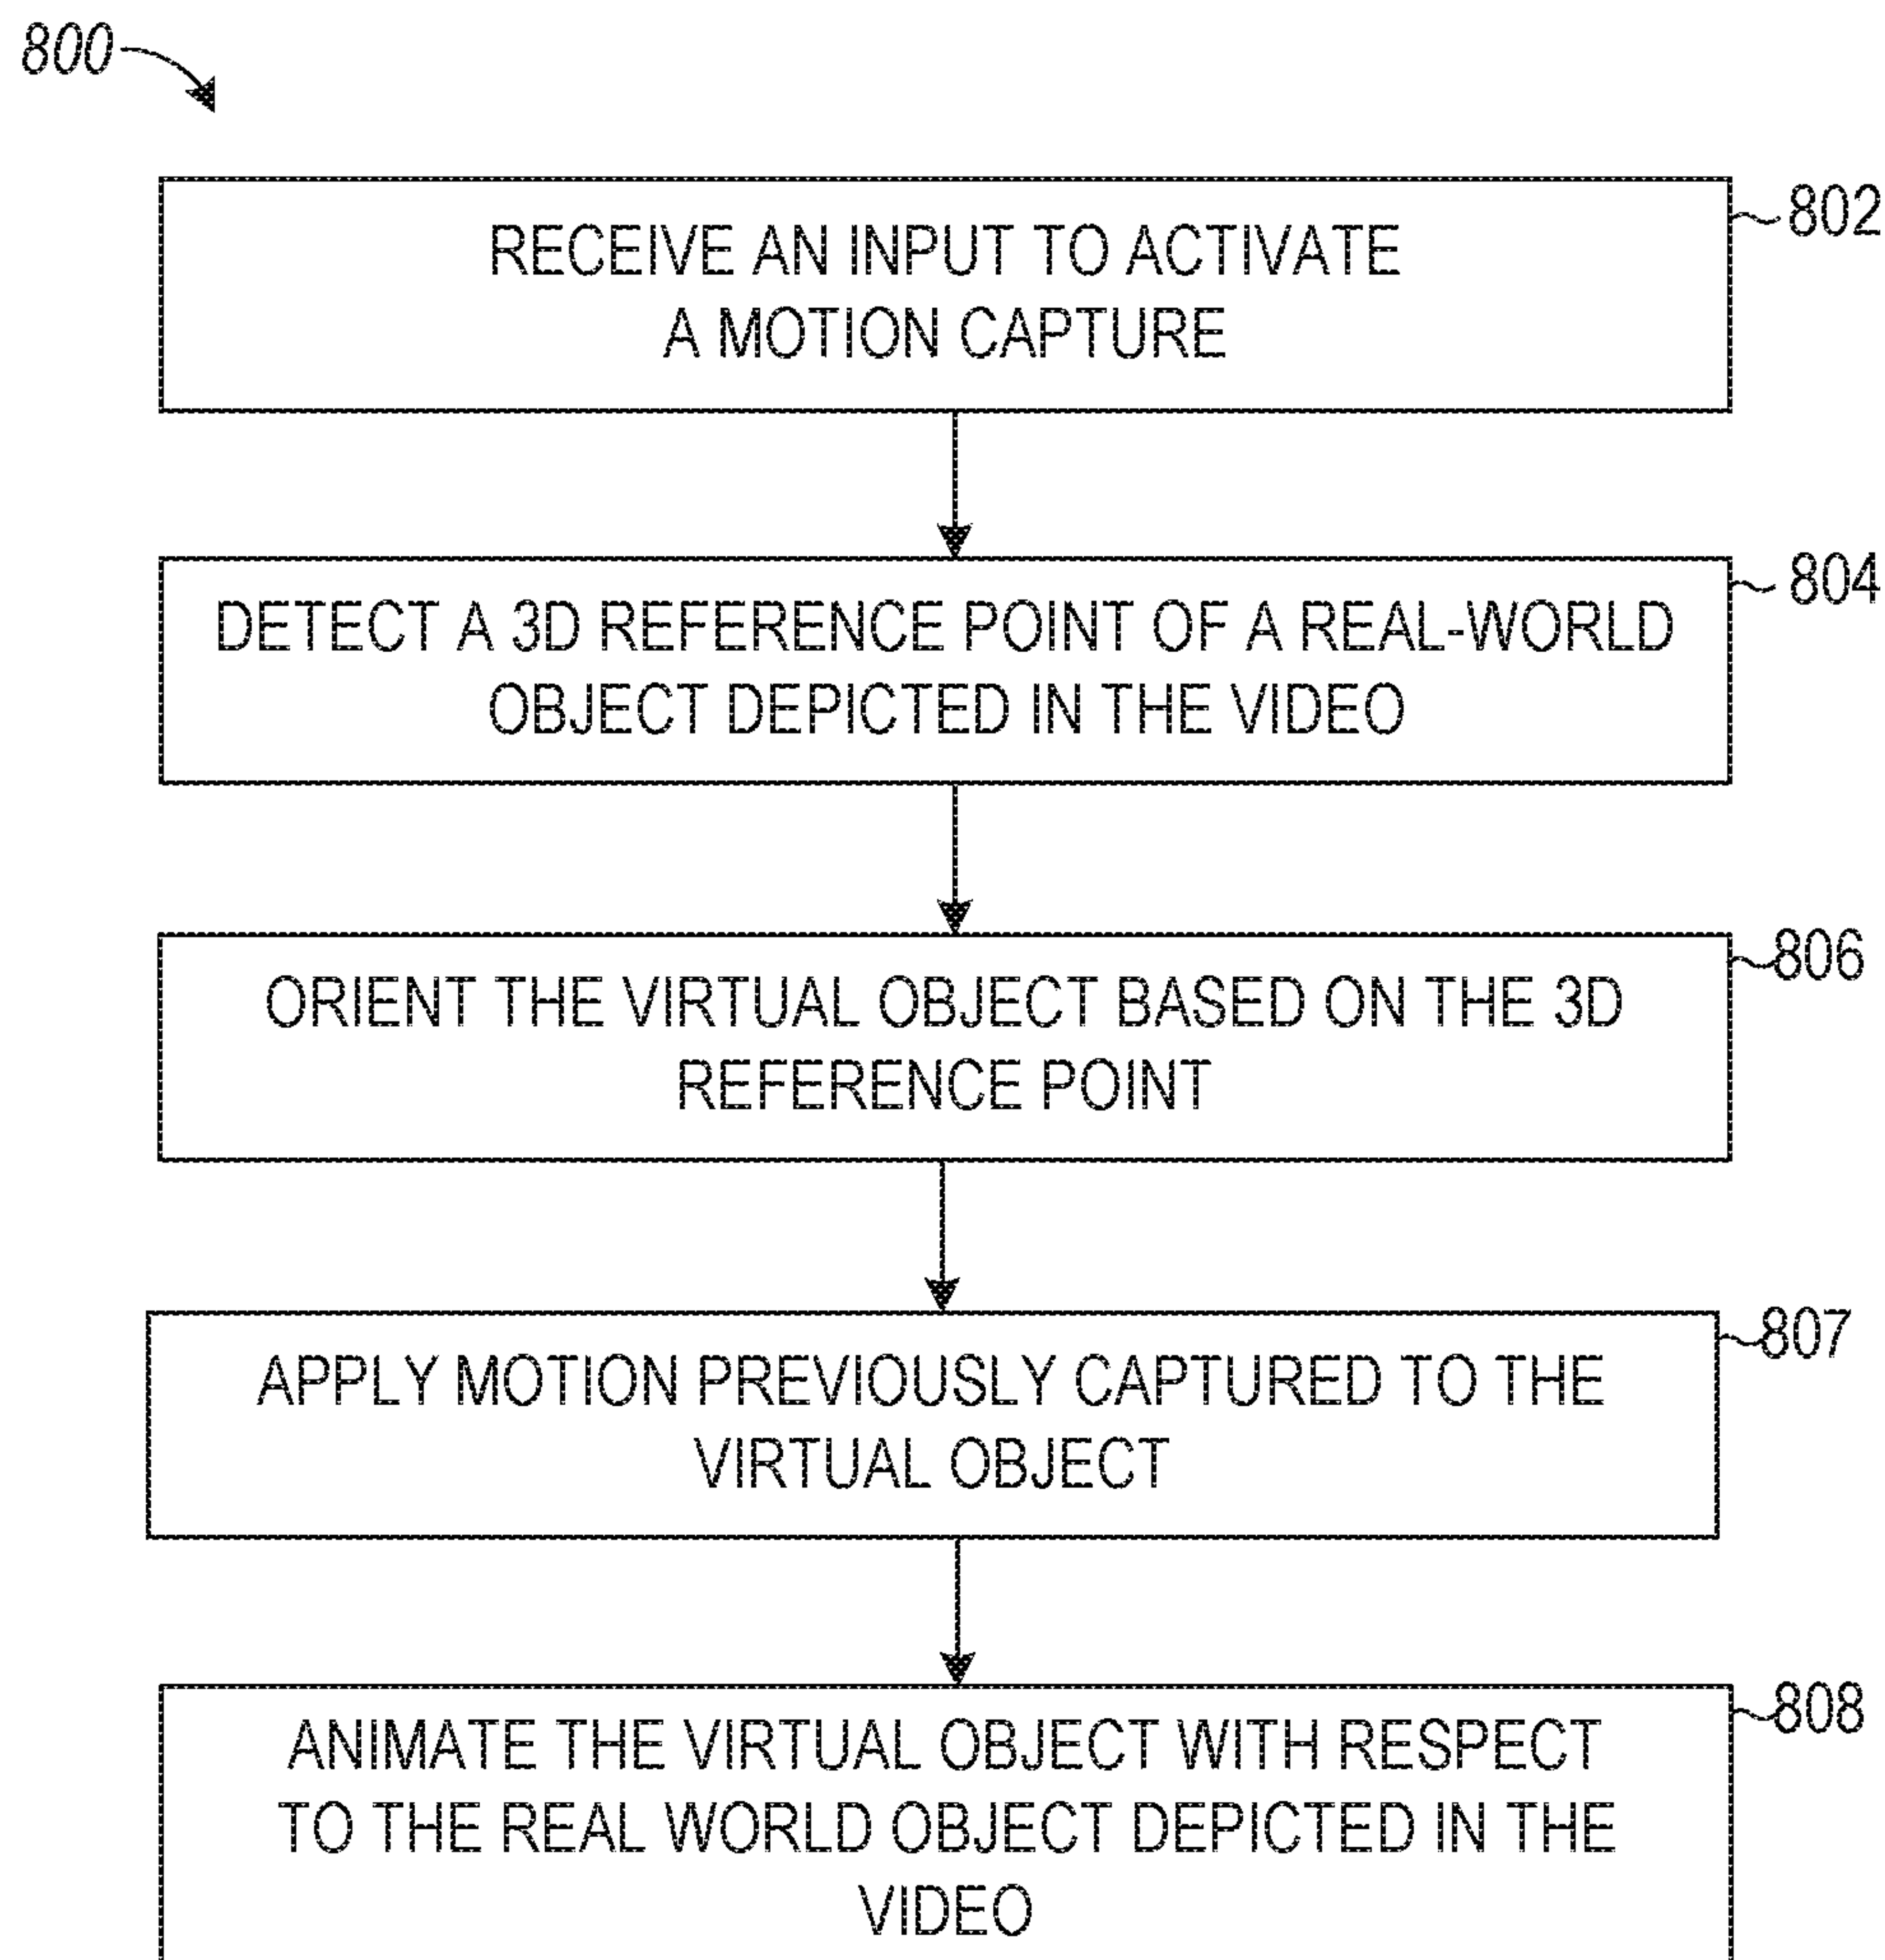 800
RECEIVE AN INPUT TO ACTIVATE
A MOTION CAPTURE
802
DETECT A 3D REFERENCE POINT OF A REAL-WORLD
OBJECT DEPICTED IN THE VIDEO
804
ORIENT THE VIRTUAL OBJECT BASED ON THE 3D
REFERENCE POINT
806
APPLY MOTION PREVIOUSLY CAPTURED TO THE
VIRTUAL OBJECT
807
ANIMATE THE VIRTUAL OBJECT WITH RESPECT
TO THE REAL WORLD OBJECT DEPICTED IN THE
VIDEO
808